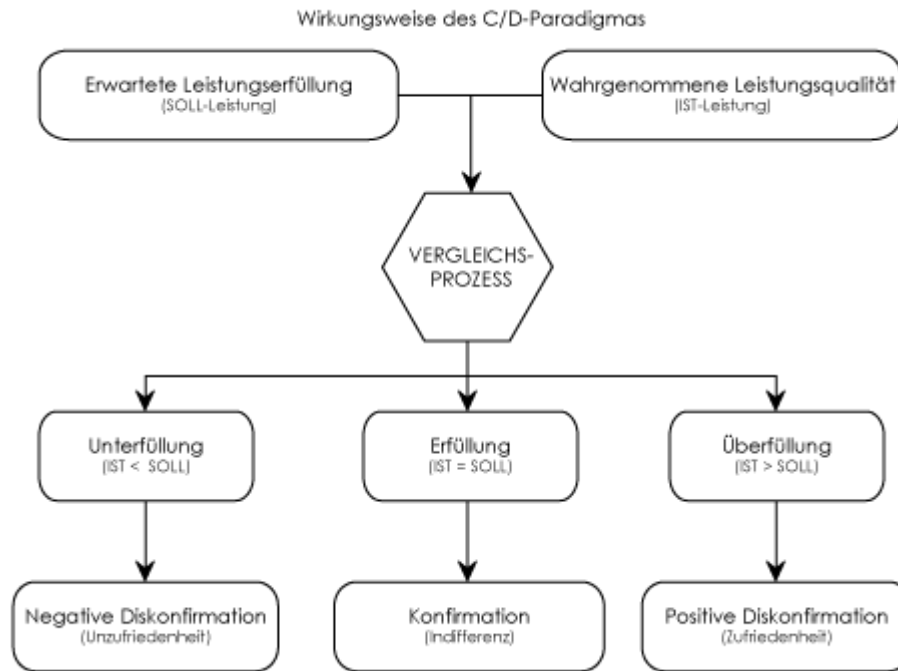 Wirkungsweise des C/D-Paradigmas
Erwartete Leistungserfüllung
(SOLL-Leistung)
Wahrgenommene Leistungsqualität
(IST-Leistung)
VERGLEICHS-
PROZESS
Unterfüllung
(IST < SOLL)
Erfüllung
(IST = SOLL)
Überfüllung
(IST > SOLL)
Negative Diskonfirmation
(Unzufriedenheit)
Konfirmation
(Indifferenz)
Positive Diskonfirmation
(Zufriedenheit)